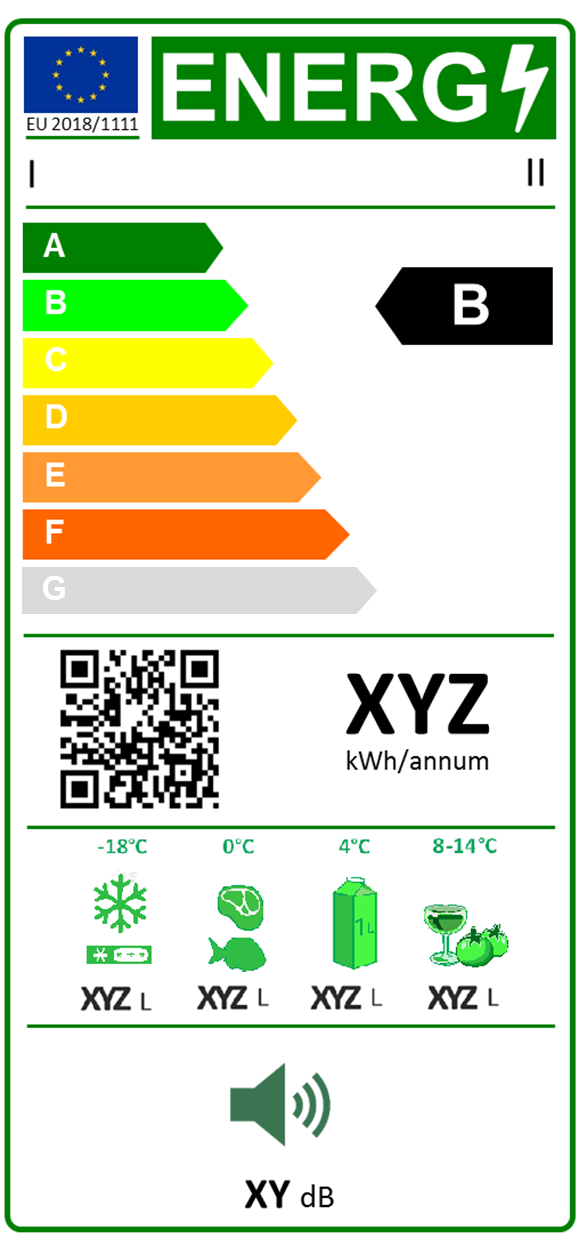 ENERG
EU 2018/1111
I II
A
B
B
C
D
E
F
G
XYZ
kWh/annum
-18°C 0°C 4°C 8-14°C
1L
XYZ L XYZ L XYZ L XYZ L
XY dB